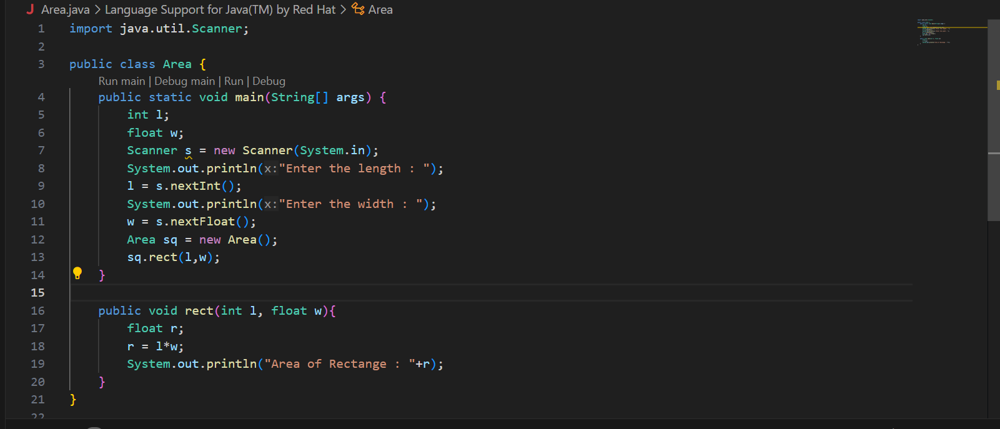 Area.java > Language Support for Java(TM) by Red Hat > Area
1 import java.util.Scanner;
2
3 public class Area {
Run main | Debug main | Run | Debug
4 public static void main(String[] args) {
5 int l;
6 float w;
7 Scanner s = new Scanner(System.in);
8 System.out.println(x:"Enter the length : ");
9 l = s.nextInt();
10 System.out.println(x:"Enter the width : ");
11 w = s.nextFloat();
12 Area sq = new Area();
13 sq.rect(l,w);
14 }
15
16 public void rect(int l, float w){
17 float r;
18 r = l*w;
19 System.out.println("Area of Rectange : "+r);
20 }
21 }
22